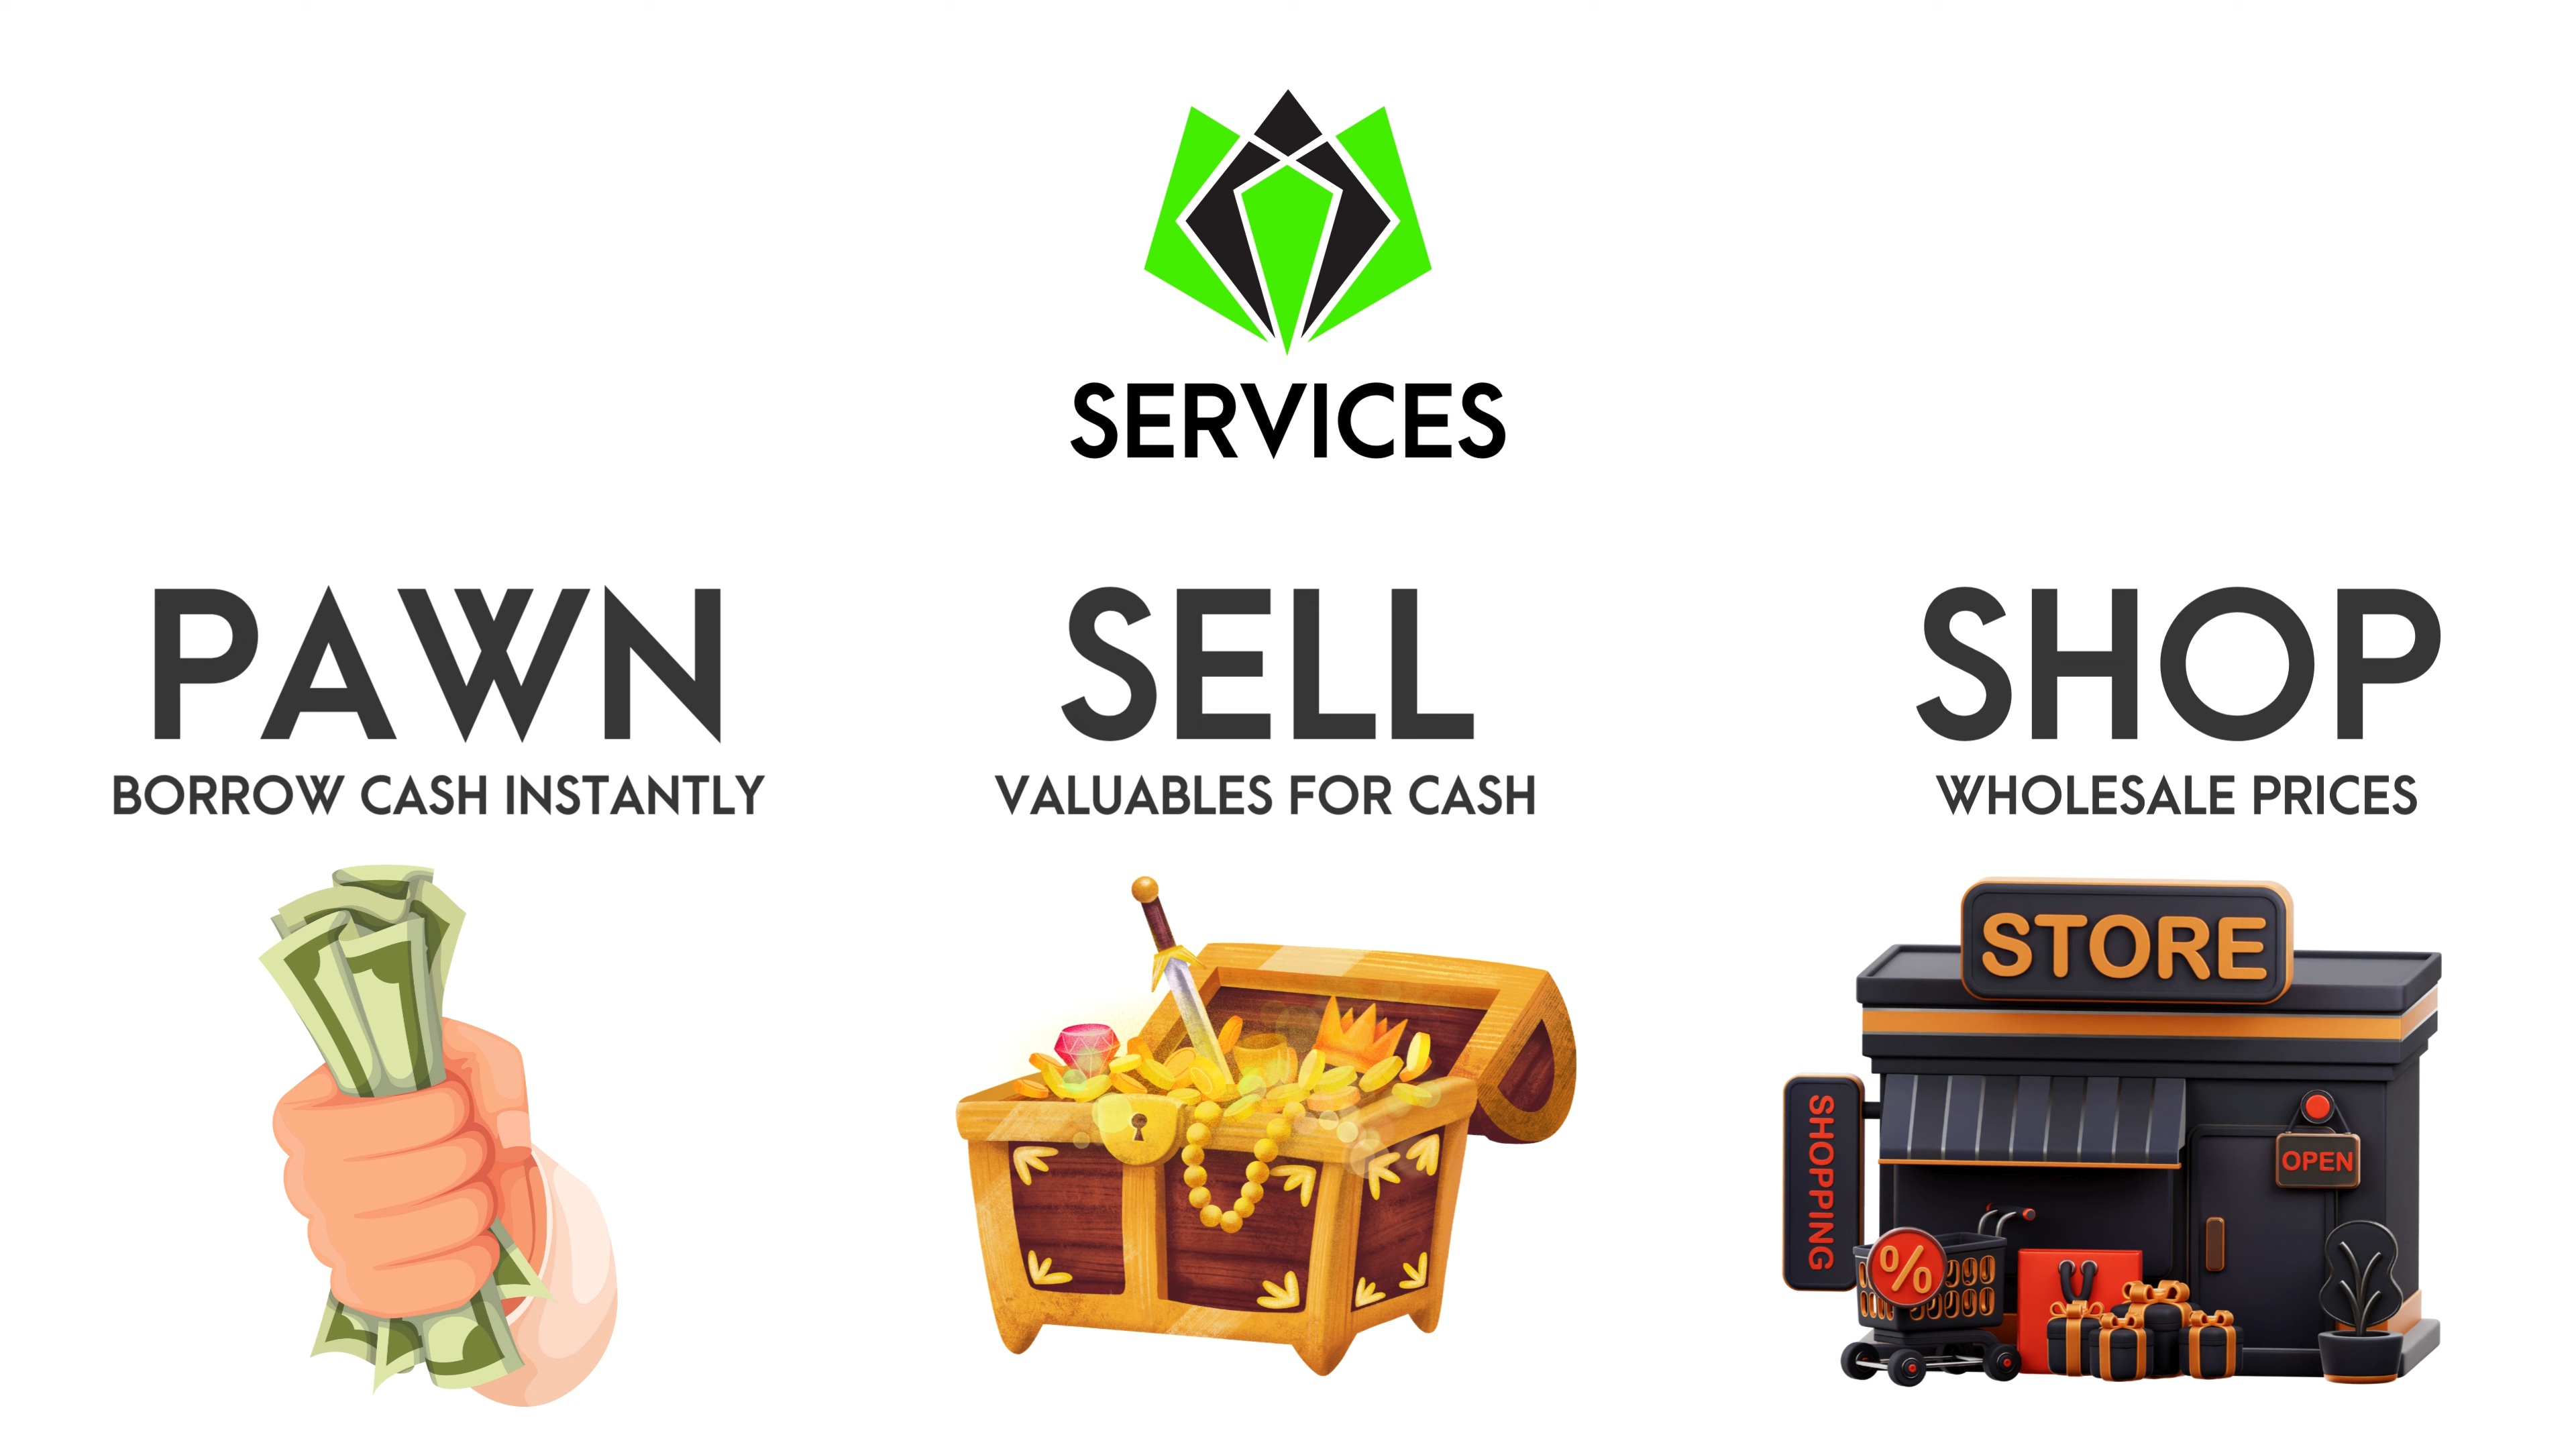 SERVICES
PAWN
BORROW CASH INSTANTLY
SELL
VALUABLES FOR CASH
SHOP
WHOLESALE PRICES
STORE
SHOPPING
OPEN
%